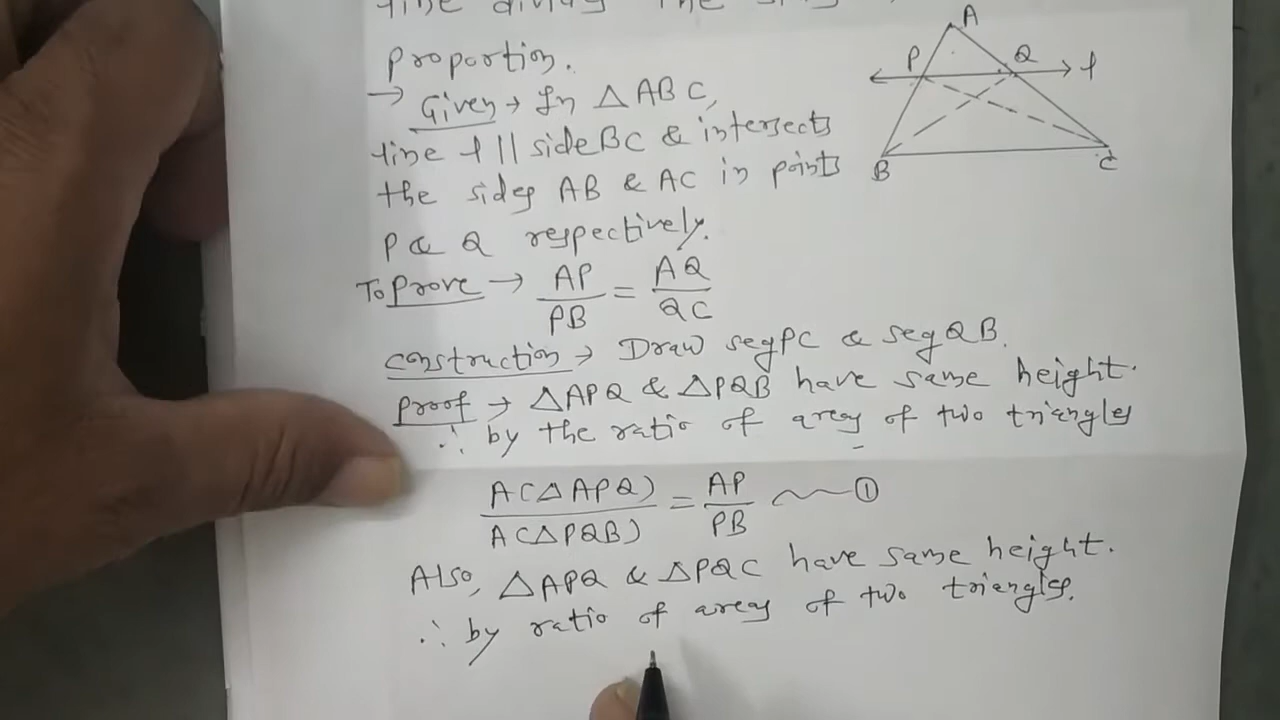 line divides the
proportion.
→ Given → In △ABC,
line l || side BC & intersects
the sides AB & AC in points
P & Q respectively.
To Prove → AP/PB = AQ/QC
construction → Draw seg PC & seg QB.
proof → △APQ & △PQB have same height.
∴ by the ratio of areas of two triangles
A(△APQ)/A(△PQB) = AP/PB ~~ ①
Also, △APQ & △PQC have same height.
∴ by ratio of areas of two triangles.
A
P Q l
B C